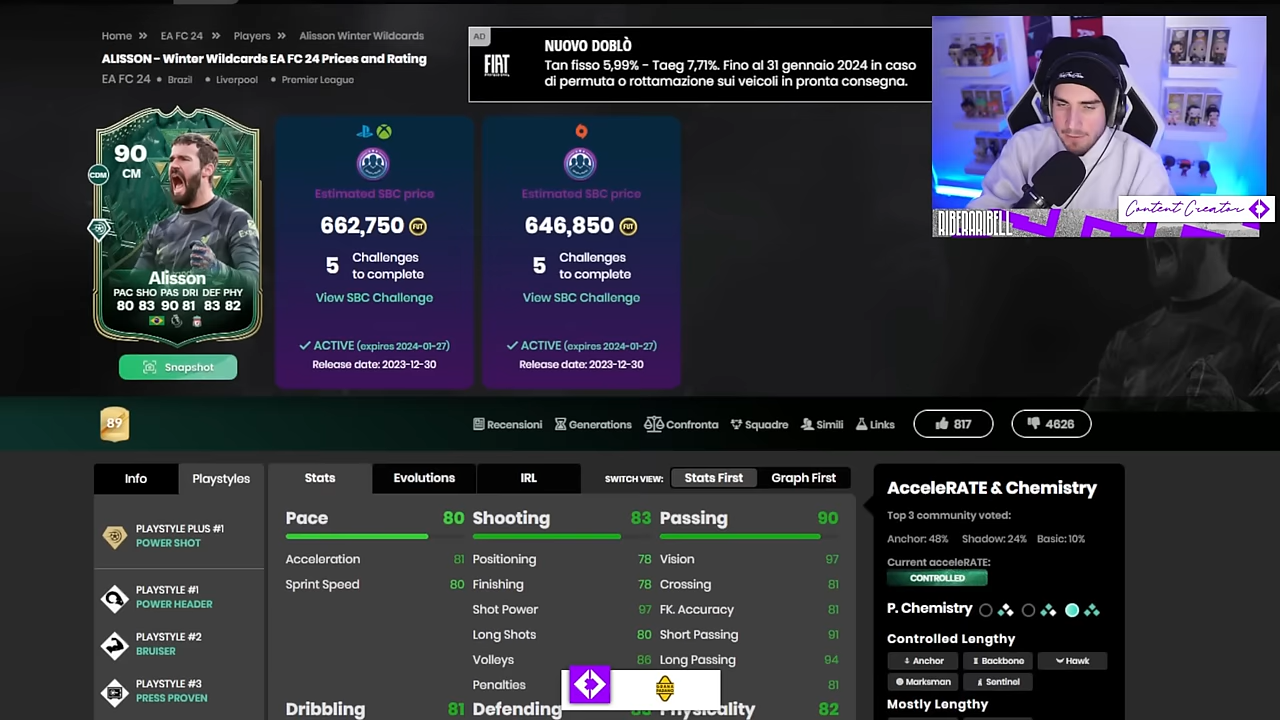 Home » EA FC 24 » Players » Alisson Winter Wildcards
ALISSON - Winter Wildcards EA FC 24 Prices and Rating
EA FC 24 • Brazil • Liverpool • Premier League
AD
FIAT
NUOVO DOBLÒ
Tan fisso 5,99% - Taeg 7,71%. Fino al 31 gennaio 2024 in caso
di permuta o rottamazione sui veicoli in pronta consegna.
Content Creator
90
CM
CDM
Alisson
PAC SHO PAS DRI DEF PHY
80 83 90 81 83 82
Snapshot
Estimated SBC price
662,750
5 Challenges
to complete
View SBC Challenge
✓ ACTIVE (expires 2024-01-27)
Release date: 2023-12-30
Estimated SBC price
646,850
5 Challenges
to complete
View SBC Challenge
✓ ACTIVE (expires 2024-01-27)
Release date: 2023-12-30
89
Recensioni Generations Confronta Squadre Simili Links 817 4626
Info Playstyles
PLAYSTYLE PLUS #1
POWER SHOT
PLAYSTYLE #1
POWER HEADER
PLAYSTYLE #2
BRUISER
PLAYSTYLE #3
PRESS PROVEN
Stats Evolutions IRL SWITCH VIEW: Stats First Graph First
Pace 80
Acceleration 81
Sprint Speed 80
Shooting 83
Positioning 78
Finishing 78
Shot Power 97
Long Shots 80
Volleys 86
Penalties
Passing 90
Vision 97
Crossing 81
FK. Accuracy 81
Short Passing 91
Long Passing 94
81
Dribbling 81
Defending
Physicality 82
AcceleRATE & Chemistry
Top 3 community voted:
Anchor: 48% Shadow: 24% Basic: 10%
Current acceleRATE:
CONTROLLED
P. Chemistry
Controlled Lengthy
Anchor Backbone Hawk
Marksman Sentinel
Mostly Lengthy